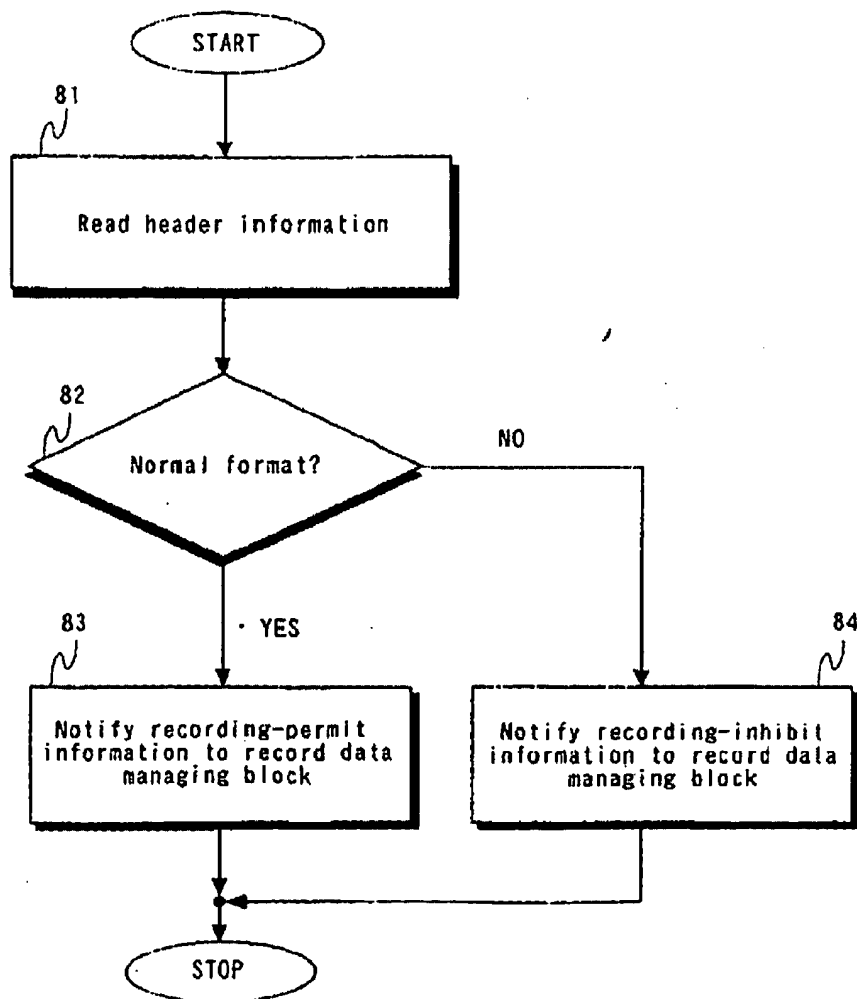 START
81
Read header information
82
Normal format?
NO
83
YES
84
Notify recording-permit
information to record data
managing block
Notify recording-inhibit
information to record data
managing block
STOP